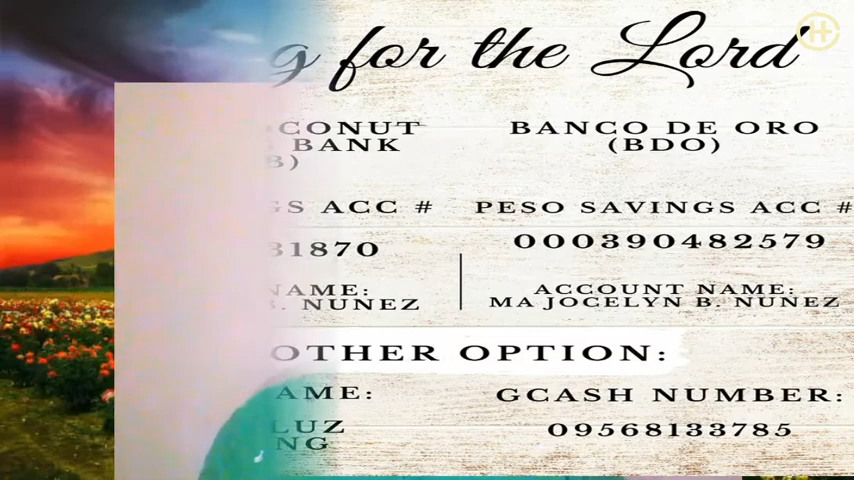 for the Lord
CONUT
BANK
BANCO DE ORO
(BDO)
ACC #
PESO SAVINGS ACC #
31870
000390482579
NAME:
B. NUNEZ
ACCOUNT NAME:
MA JOCELYN B. NUNEZ
OTHER OPTION:
AME:
GCASH NUMBER:
LUZ
NG
09568133785